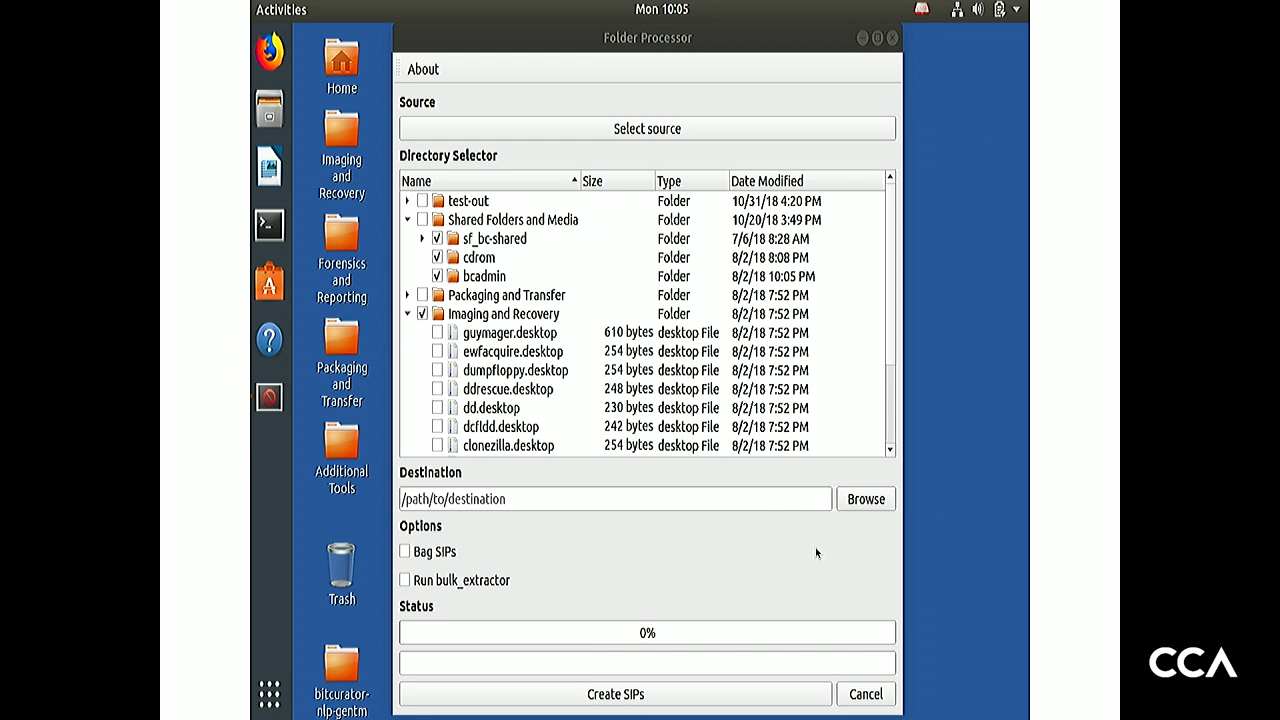 Activities
Mon 10:05
Folder Processor
About
Source
Select source
Directory Selector
Name Size Type Date Modified
test-out Folder 10/31/18 4:20 PM
Shared Folders and Media Folder 10/20/18 3:49 PM
sf_bc-shared Folder 7/6/18 8:28 AM
cdrom Folder 8/2/18 8:08 PM
bcadmin Folder 8/2/18 10:05 PM
Packaging and Transfer Folder 8/2/18 7:52 PM
Imaging and Recovery Folder 8/2/18 7:52 PM
guymager.desktop 610 bytes desktop File 8/2/18 7:52 PM
ewfacquire.desktop 254 bytes desktop File 8/2/18 7:52 PM
dumpfloppy.desktop 254 bytes desktop File 8/2/18 7:52 PM
ddrescue.desktop 248 bytes desktop File 8/2/18 7:52 PM
dd.desktop 230 bytes desktop File 8/2/18 7:52 PM
dcfldd.desktop 242 bytes desktop File 8/2/18 7:52 PM
clonezilla.desktop 254 bytes desktop File 8/2/18 7:52 PM
Destination
/path/to/destination Browse
Options
Bag SIPs
Run bulk_extractor
Status
0%
Create SIPs Cancel
Home
Imaging
and
Recovery
Forensics
and
Reporting
Packaging
and
Transfer
Additional
Tools
Trash
bitcurator-
nlp-gentm
CCA